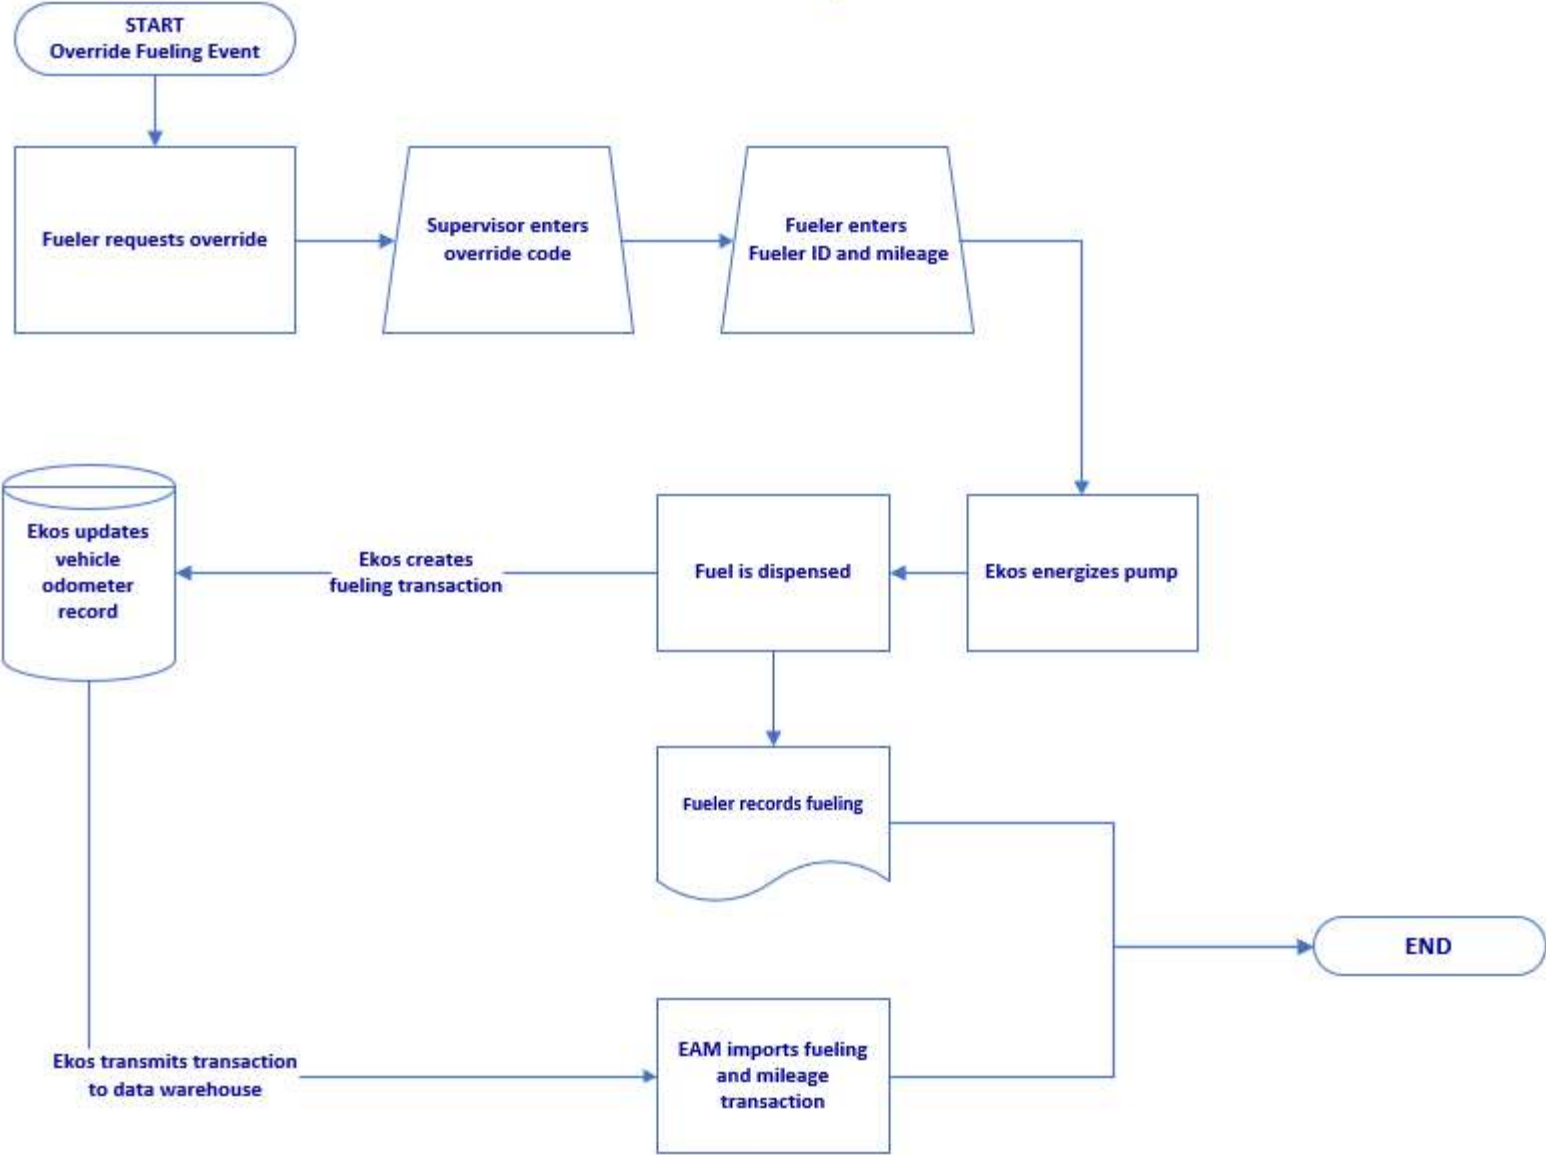 START
Override Fueling Event
Fueler requests override
Supervisor enters
override code
Fueler enters
Fueler ID and mileage
Ekos updates
vehicle
odometer
record
Ekos creates
fueling transaction
Fuel is dispensed
Ekos energizes pump
Fueler records fueling
END
Ekos transmits transaction
to data warehouse
EAM imports fueling
and mileage
transaction